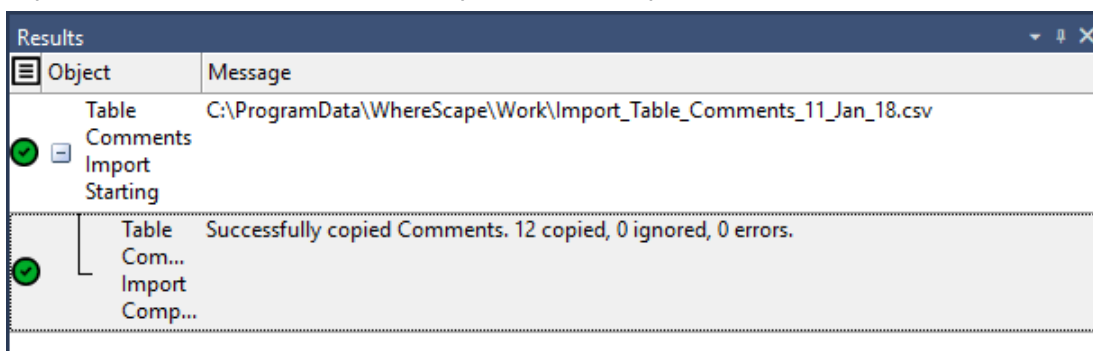 Results
Object Message
Table C:\ProgramData\WhereScape\Work\Import_Table_Comments_11_Jan_18.csv
Comments
Import
Starting
Table Successfully copied Comments. 12 copied, 0 ignored, 0 errors.
Com...
Import
Comp...